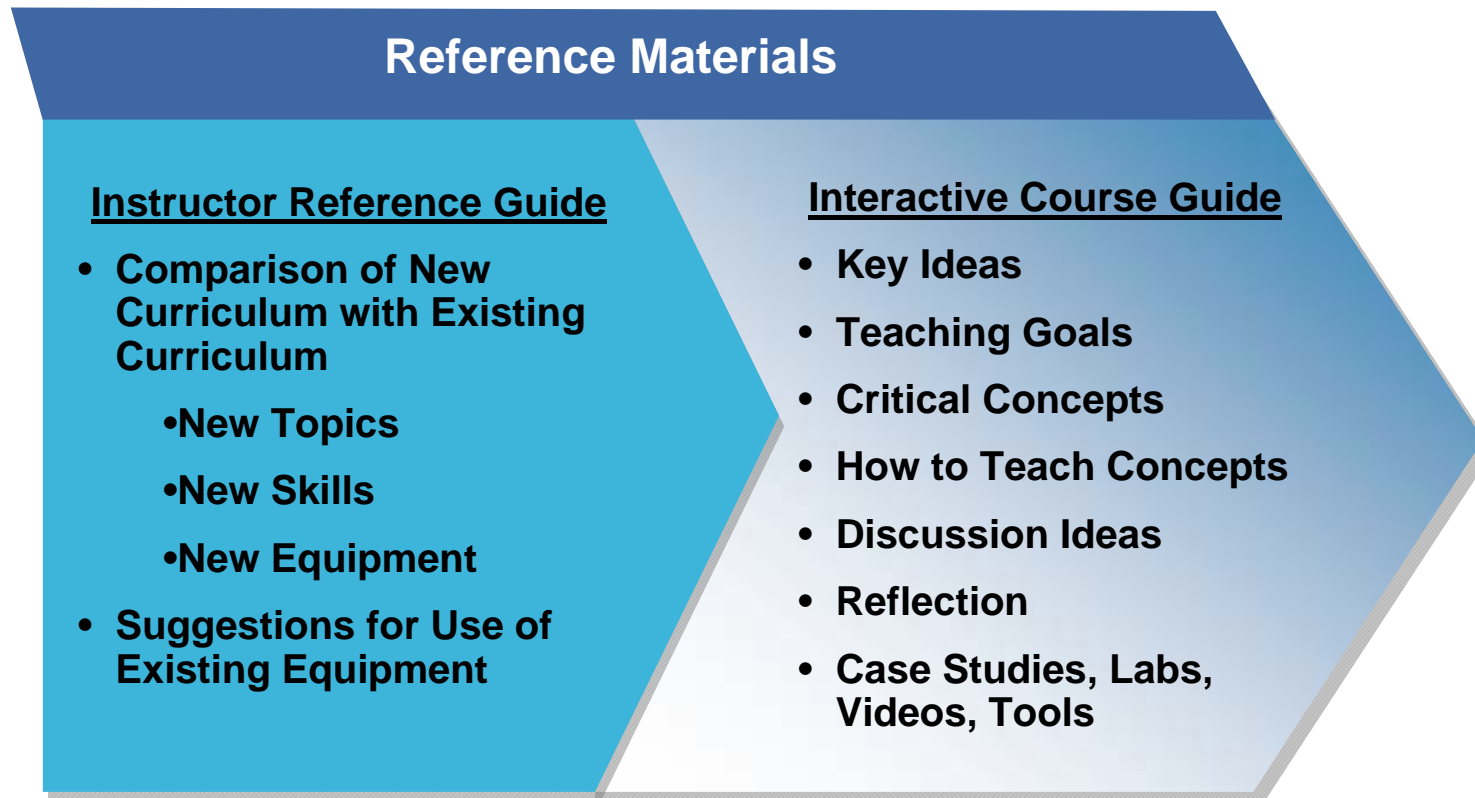 Reference Materials
Instructor Reference Guide
• Comparison of New
Curriculum with Existing
Curriculum
•New Topics
•New Skills
•New Equipment
• Suggestions for Use of
Existing Equipment
Interactive Course Guide
• Key Ideas
• Teaching Goals
• Critical Concepts
• How to Teach Concepts
• Discussion Ideas
• Reflection
• Case Studies, Labs,
Videos, Tools